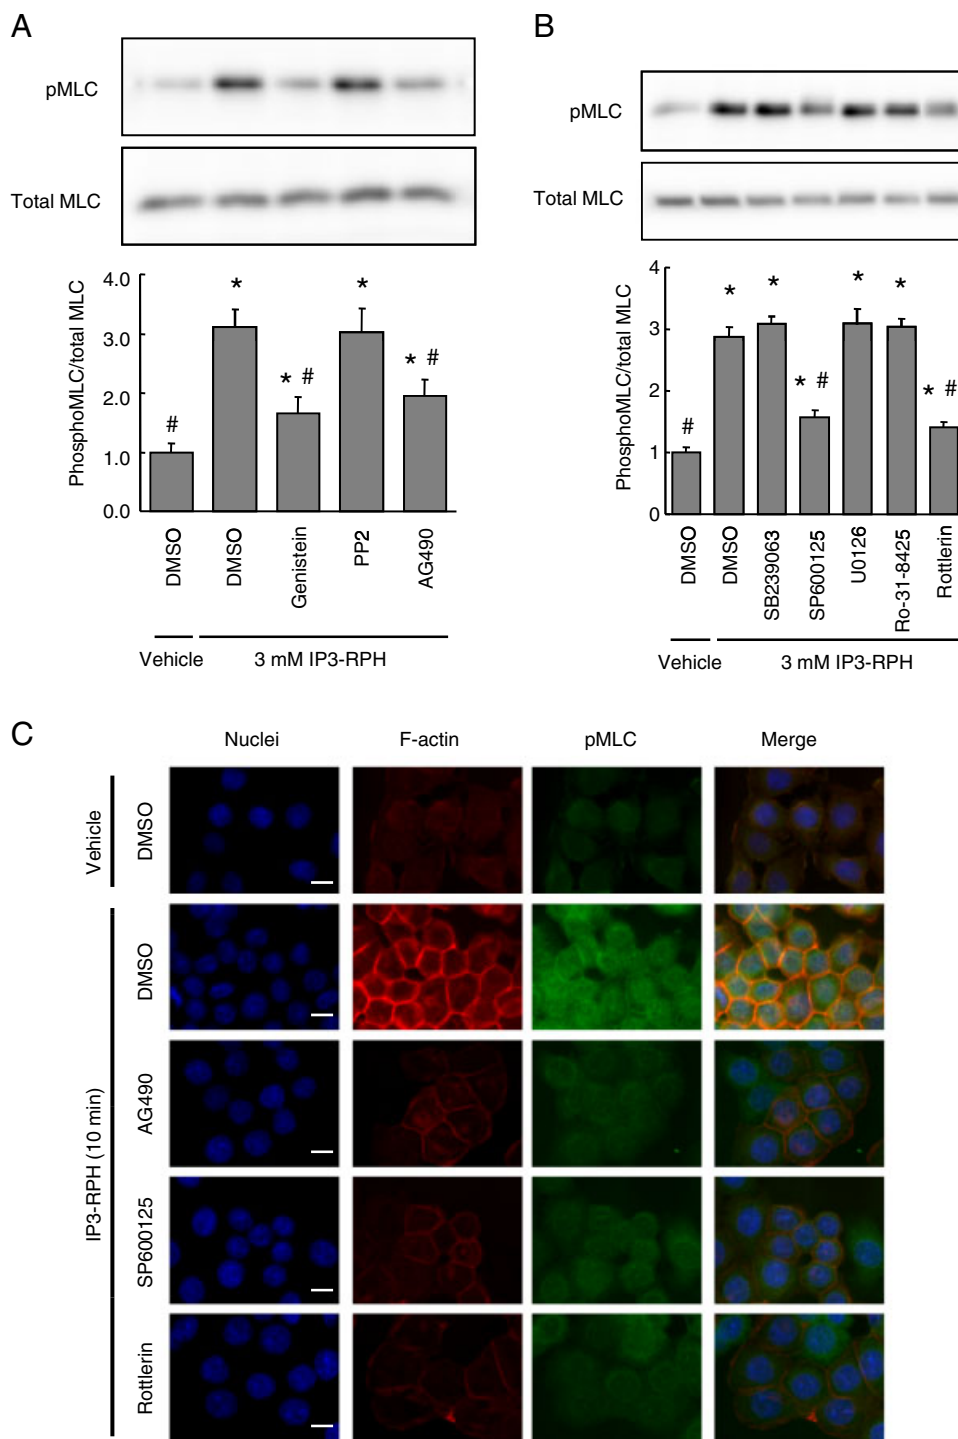 A
pMLC
Total MLC
PhosphoMLC/total MLC
4.0
3.0
2.0
1.0
0.0
#
*
* #
*
* #
DMSO
DMSO
Genistein
PP2
AG490
Vehicle
3 mM IP3-RPH
B
pMLC
Total MLC
PhosphoMLC/total MLC
4
3
2
1
0
#
*
*
* #
*
*
* #
DMSO
DMSO
SB239063
SP600125
U0126
Ro-31-8425
Rottlerin
Vehicle
3 mM IP3-RPH
C
Nuclei
F-actin
pMLC
Merge
Vehicle
DMSO
IP3-RPH (10 min)
DMSO
AG490
SP600125
Rottlerin